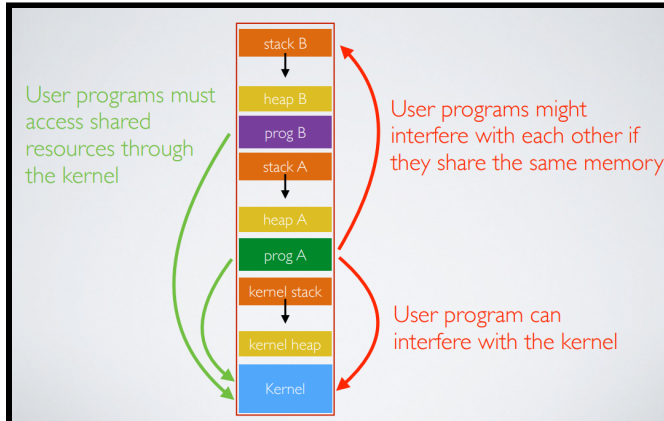 stack B
User programs must
access shared
resources through
the kernel
heap B
prog B
stack A
heap A
prog A
kernel stack
kernel heap
Kernel
User programs might
interfere with each other if
they share the same memory
User program can
interfere with the kernel